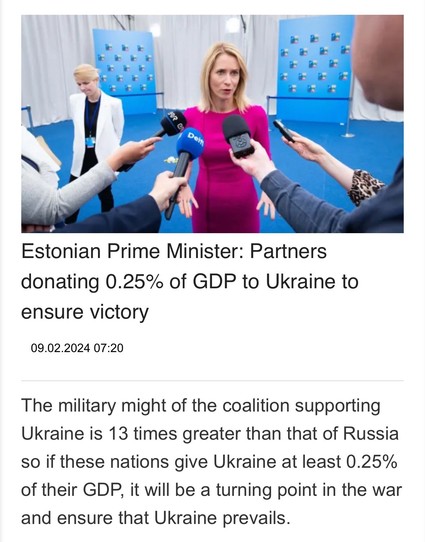 Delfi
Estonian Prime Minister: Partners
donating 0.25% of GDP to Ukraine to
ensure victory
09.02.2024 07:20
The military might of the coalition supporting
Ukraine is 13 times greater than that of Russia
so if these nations give Ukraine at least 0.25%
of their GDP, it will be a turning point in the war
and ensure that Ukraine prevails.